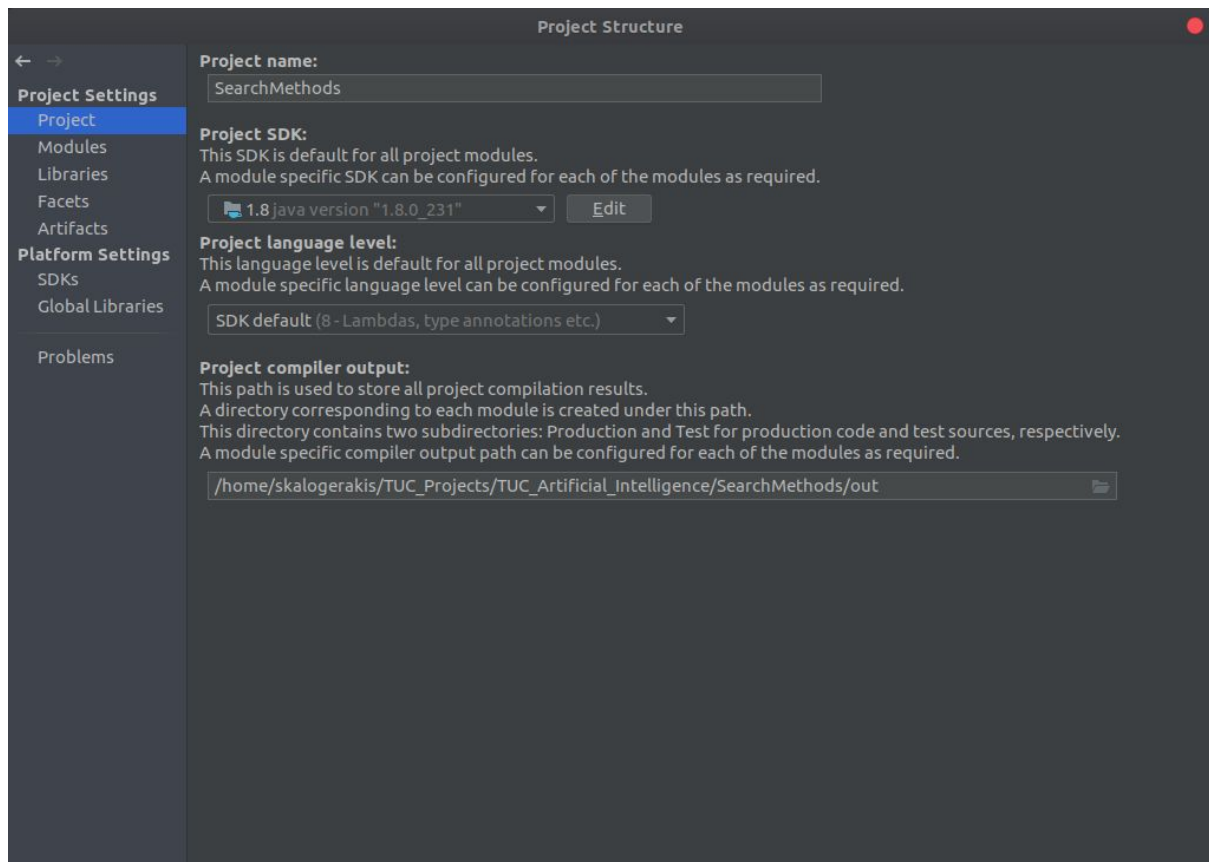 Project Structure
Project Settings
Project
Modules
Libraries
Facets
Artifacts
Platform Settings
SDKs
Global Libraries
Problems
Project name:
SearchMethods
Project SDK:
This SDK is default for all project modules.
A module specific SDK can be configured for each of the modules as required.
1.8 java version "1.8.0_231"
Edit
Project language level:
This language level is default for all project modules.
A module specific language level can be configured for each of the modules as required.
SDK default (8 - Lambdas, type annotations etc.)
Project compiler output:
This path is used to store all project compilation results.
A directory corresponding to each module is created under this path.
This directory contains two subdirectories: Production and Test for production code and test sources, respectively.
A module specific compiler output path can be configured for each of the modules as required.
/home/skalogerakis/TUC_Projects/TUC_Artificial_Intelligence/SearchMethods/out